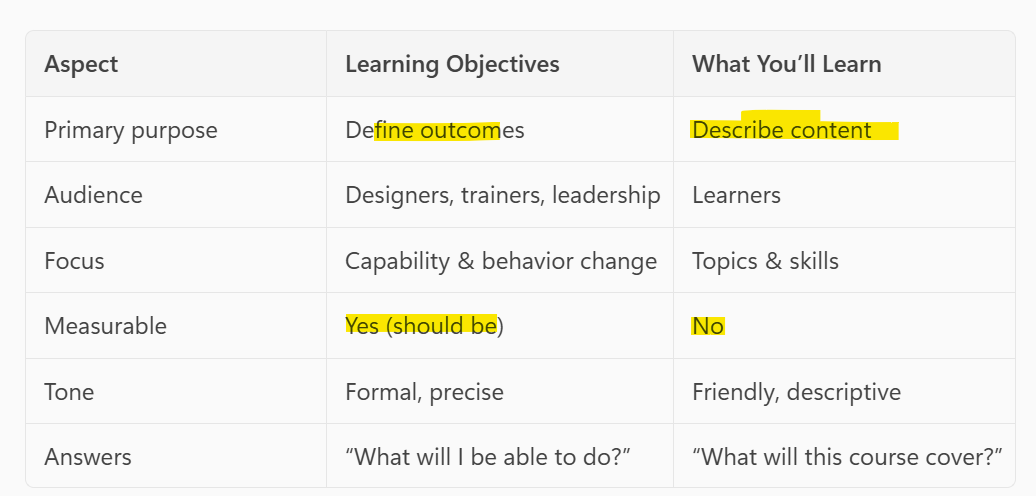 Aspect Learning Objectives What You’ll Learn
Primary purpose Define outcomes Describe content
Audience Designers, trainers, leadership Learners
Focus Capability & behavior change Topics & skills
Measurable Yes (should be) No
Tone Formal, precise Friendly, descriptive
Answers “What will I be able to do?” “What will this course cover?”